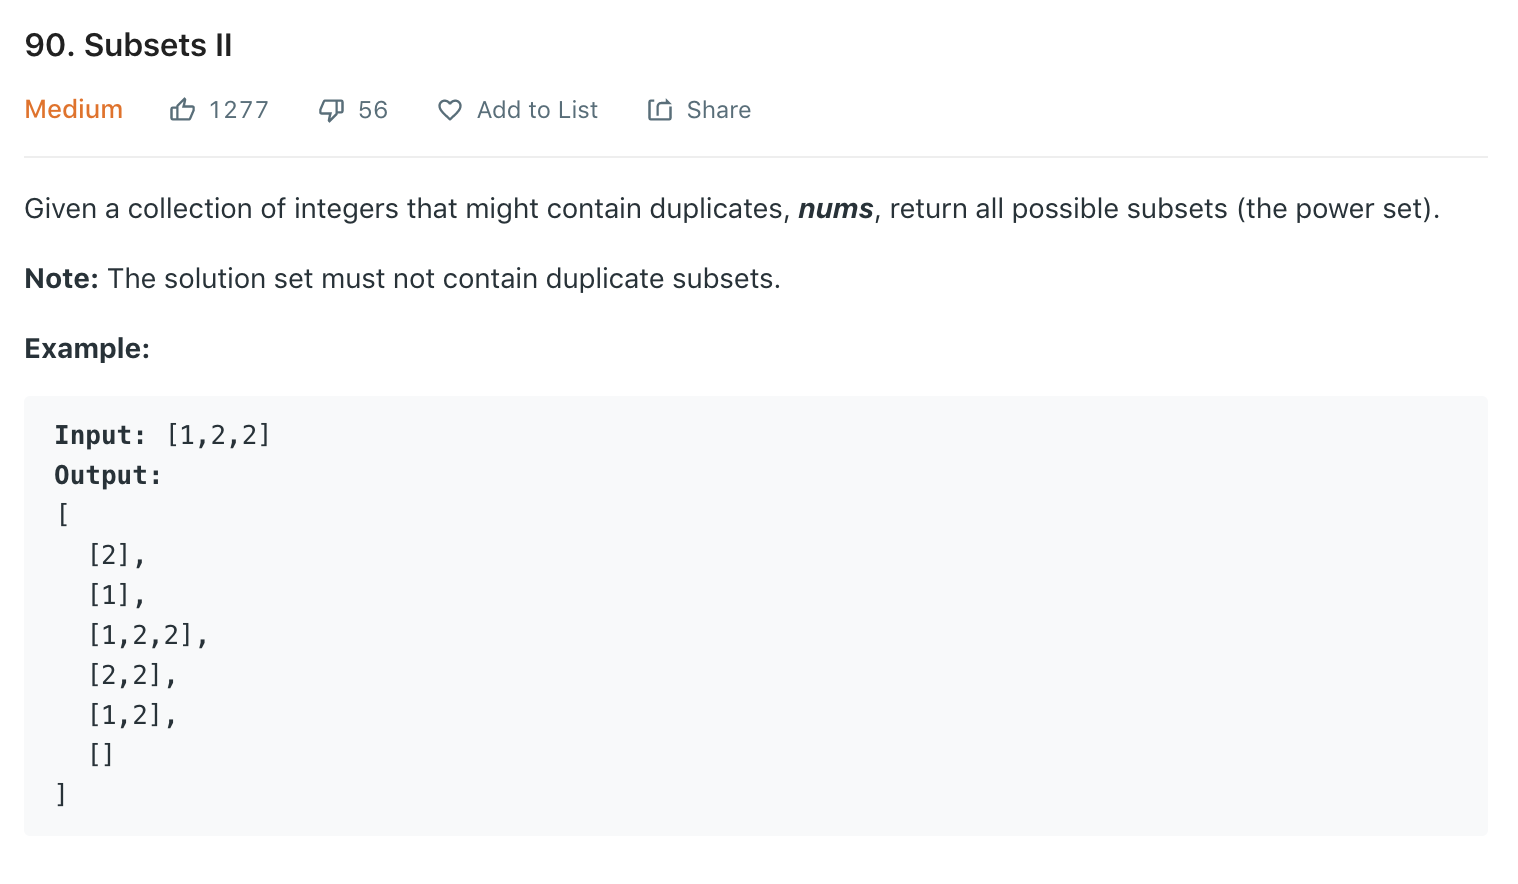 90. Subsets II
Medium 1277 56 Add to List Share
Given a collection of integers that might contain duplicates, nums, return all possible subsets (the power set).
Note: The solution set must not contain duplicate subsets.
Example:
Input: [1,2,2]
Output:
[
  [2],
  [1],
  [1,2,2],
  [2,2],
  [1,2],
  []
]